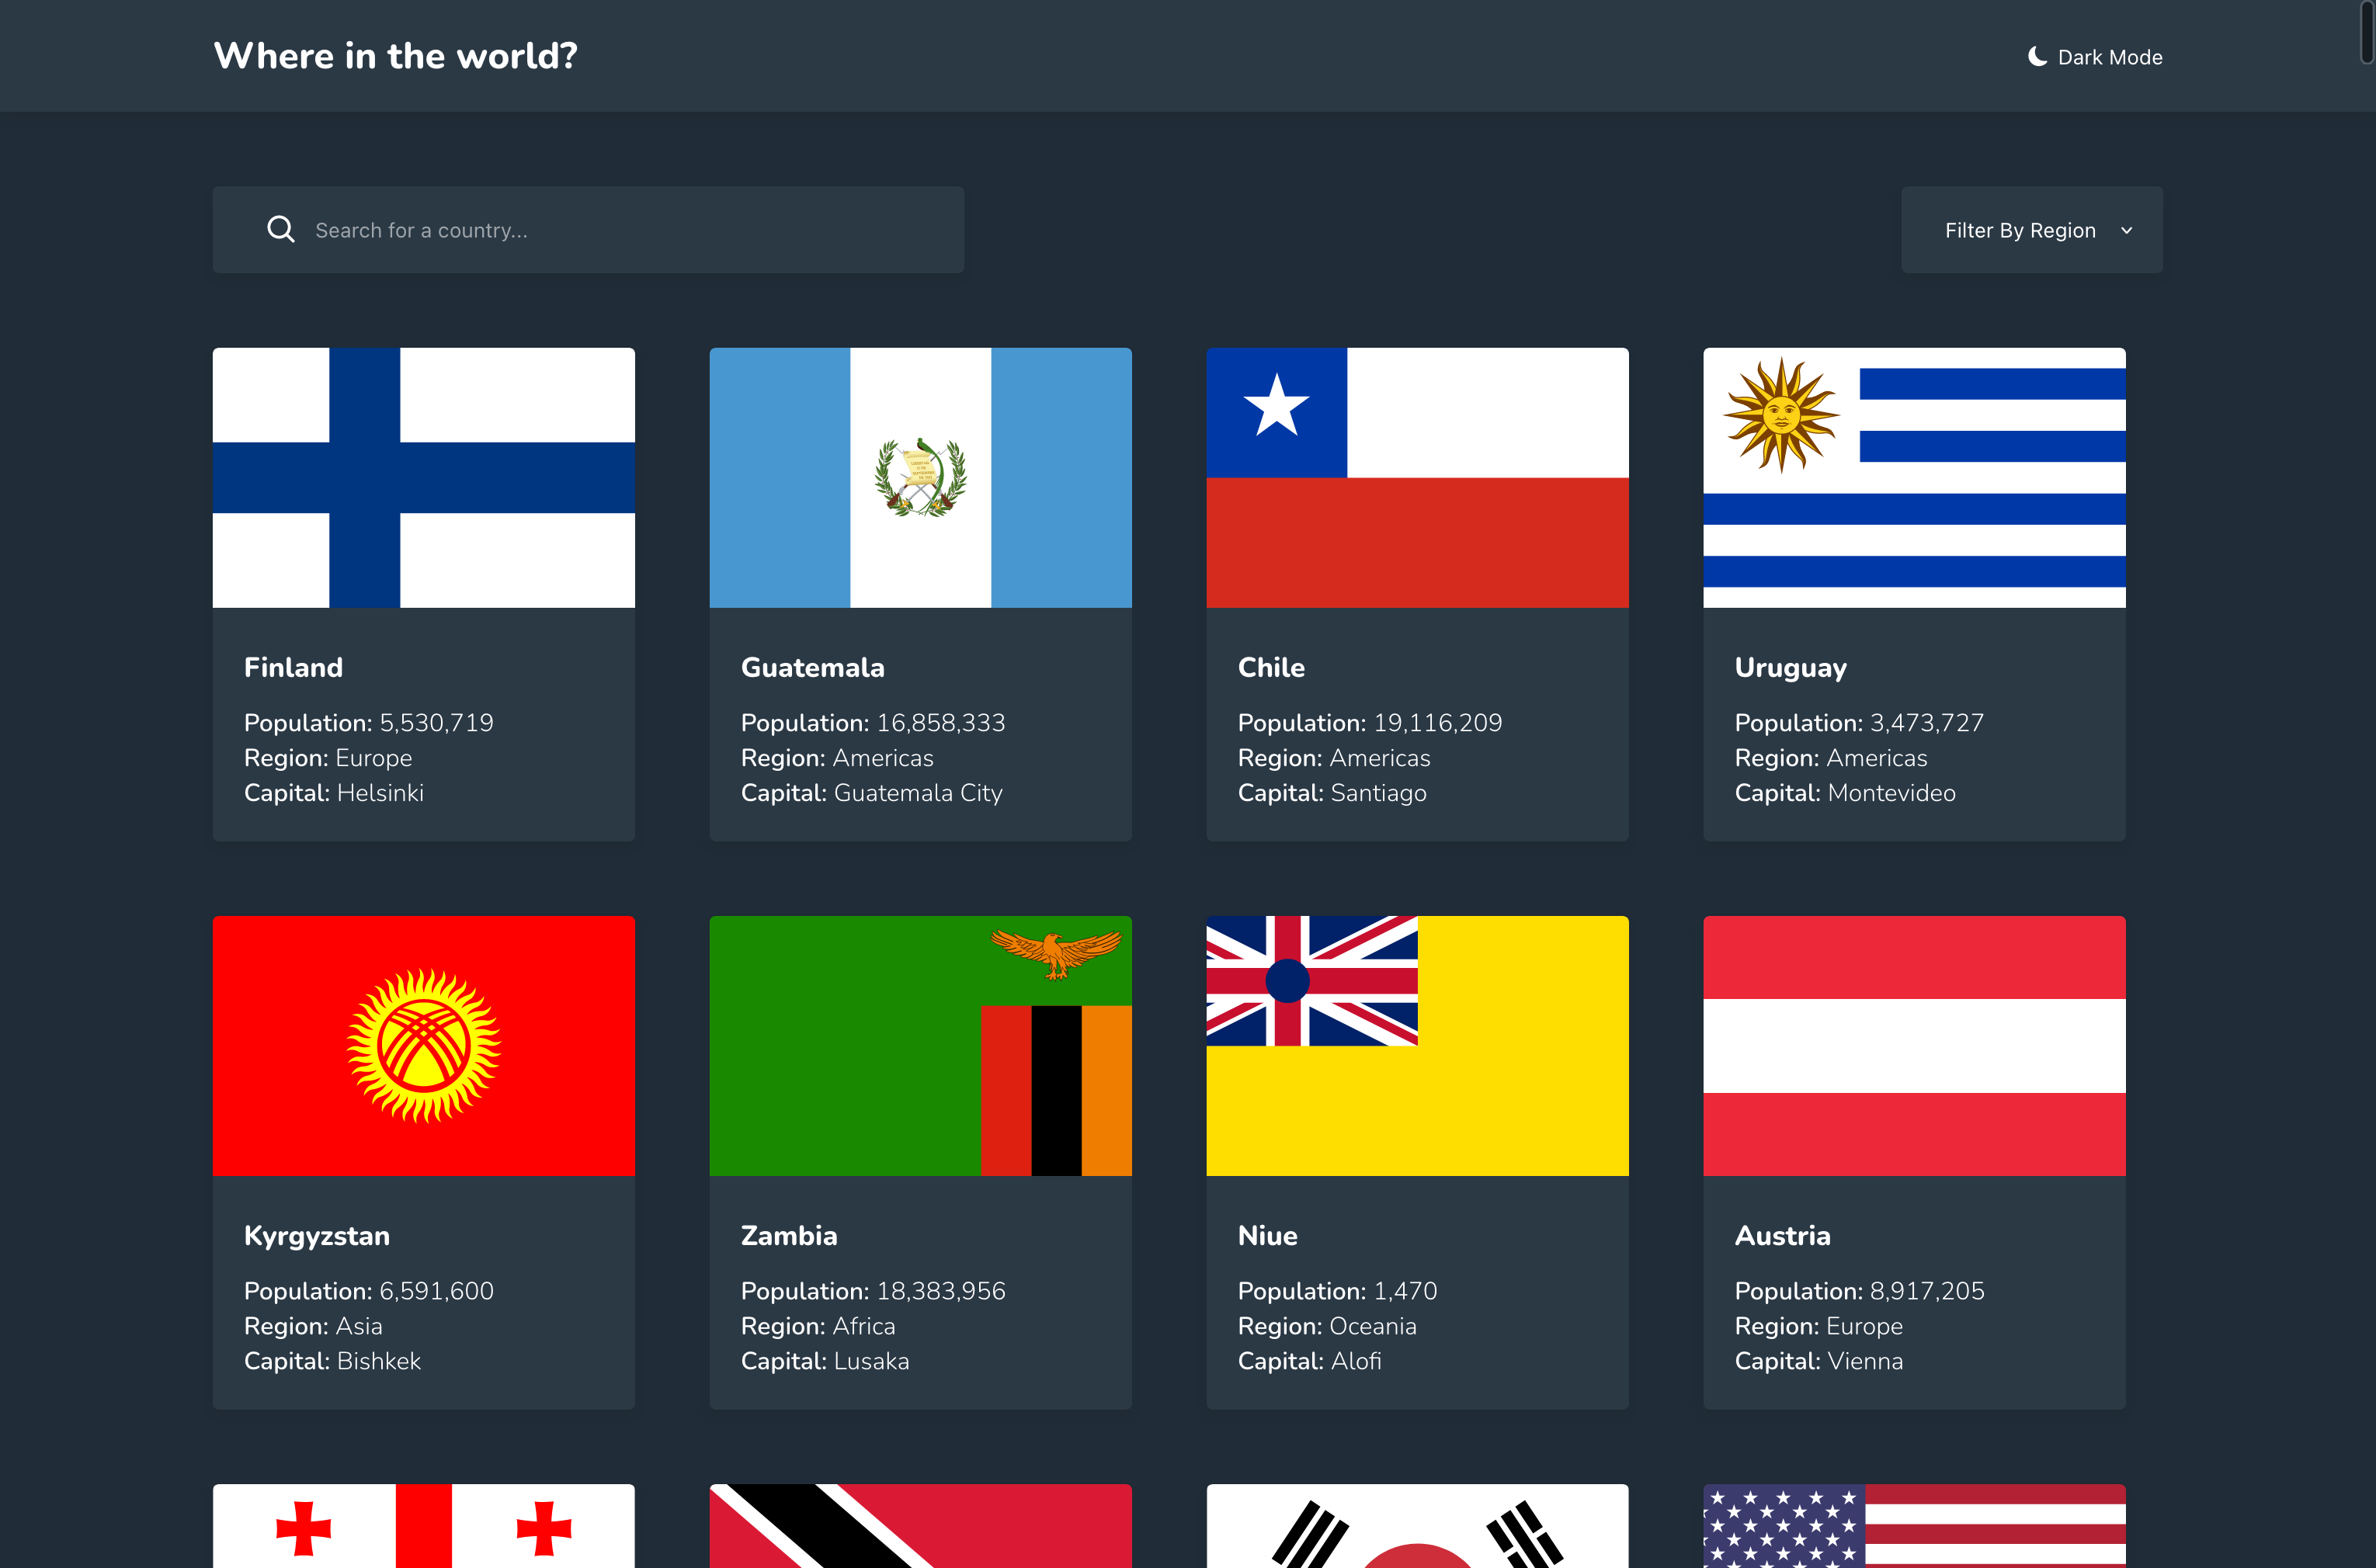 Where in the world?
Dark Mode
Search for a country...
Filter By Region
Finland
Population: 5,530,719
Region: Europe
Capital: Helsinki
Guatemala
Population: 16,858,333
Region: Americas
Capital: Guatemala City
Chile
Population: 19,116,209
Region: Americas
Capital: Santiago
Uruguay
Population: 3,473,727
Region: Americas
Capital: Montevideo
Kyrgyzstan
Population: 6,591,600
Region: Asia
Capital: Bishkek
Zambia
Population: 18,383,956
Region: Africa
Capital: Lusaka
Niue
Population: 1,470
Region: Oceania
Capital: Alofi
Austria
Population: 8,917,205
Region: Europe
Capital: Vienna